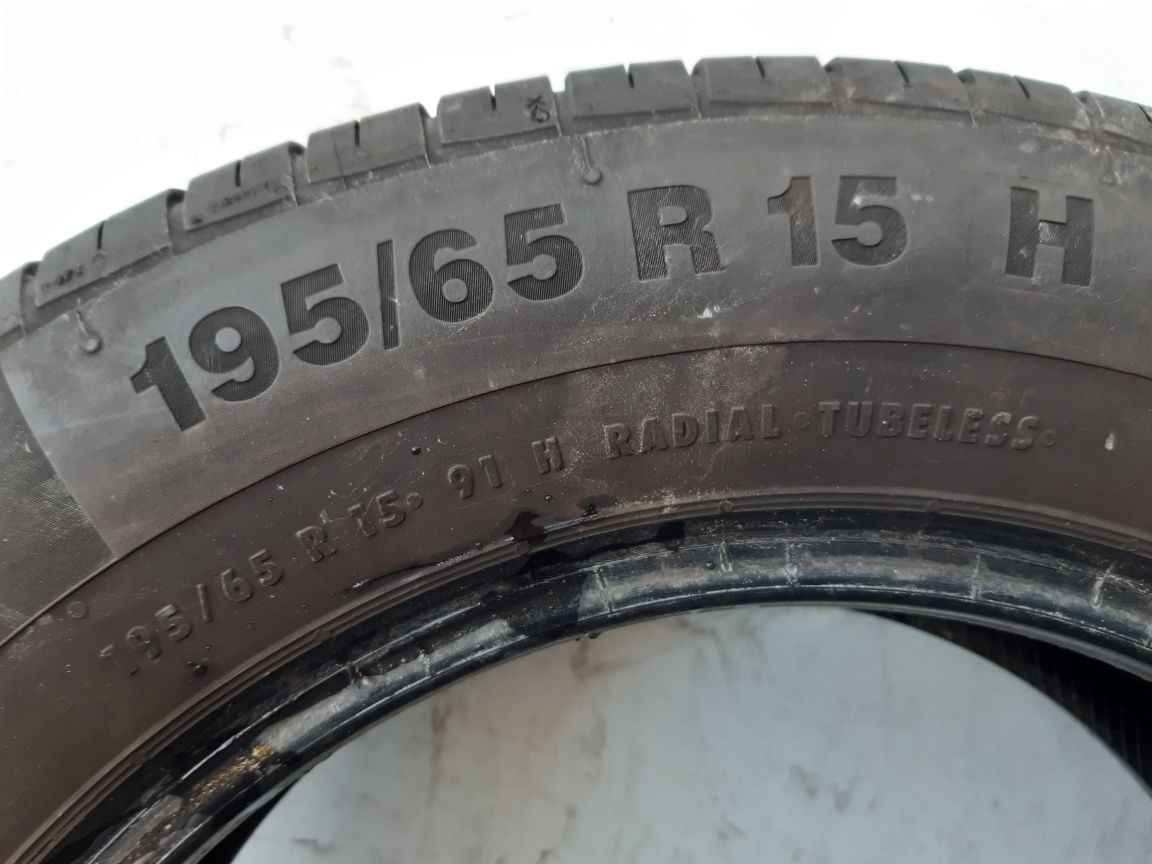 195/65 R 15 H
195/65 R 15 • 91 H RADIAL • TUBELESS •